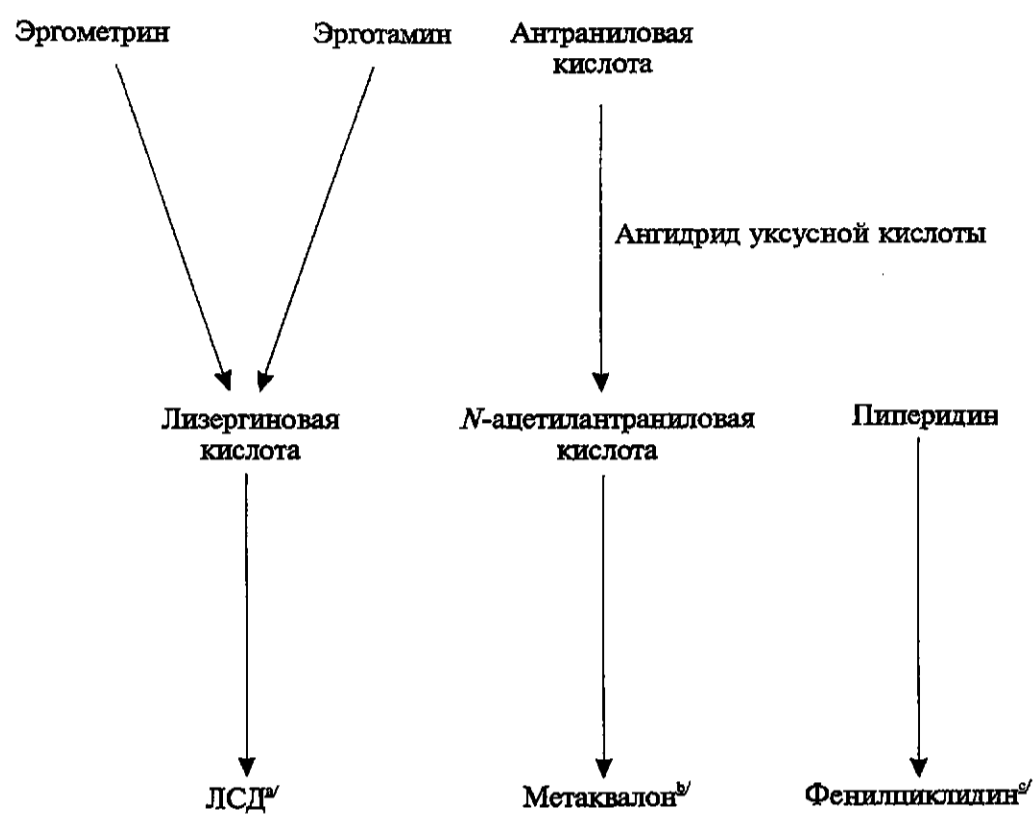 Эргометрин
Эрготамин
Антраниловая
кислота
Ангидрид уксусной кислоты
Лизергиновая
кислота
N-ацетилантраниловая
кислота
Пиперидин
ЛСДa/
Метаквалонb/
Фенилциклидинc/